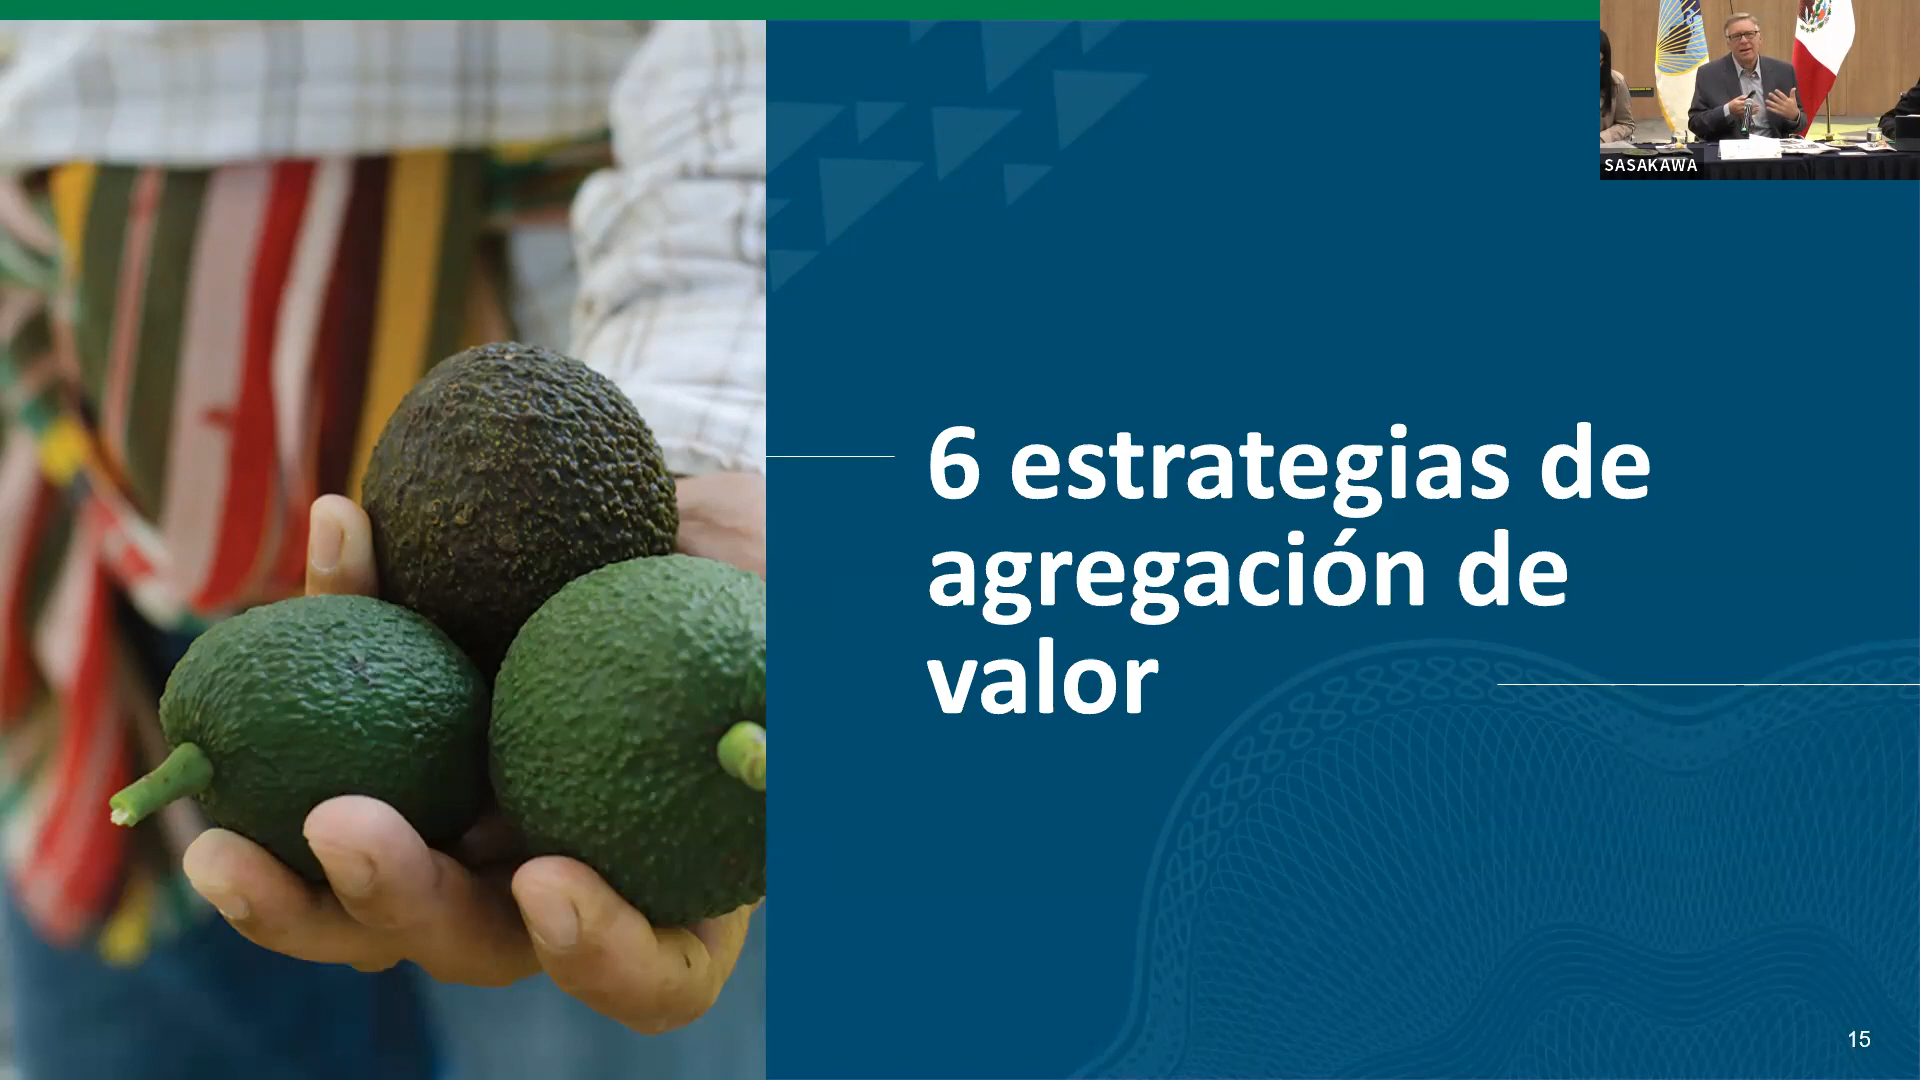 SASAKAWA
6 estrategias de
agregación de
valor
15